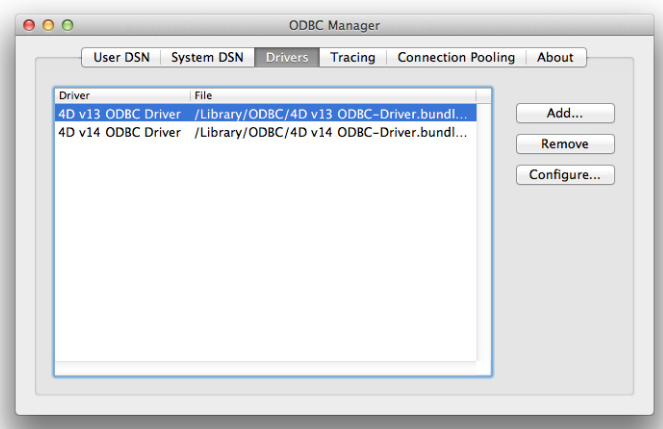 ODBC Manager
User DSN System DSN Drivers Tracing Connection Pooling About
Driver File
4D v13 ODBC Driver /Library/ODBC/4D v13 ODBC-Driver.bundl...
4D v14 ODBC Driver /Library/ODBC/4D v14 ODBC-Driver.bundl...
Add...
Remove
Configure...